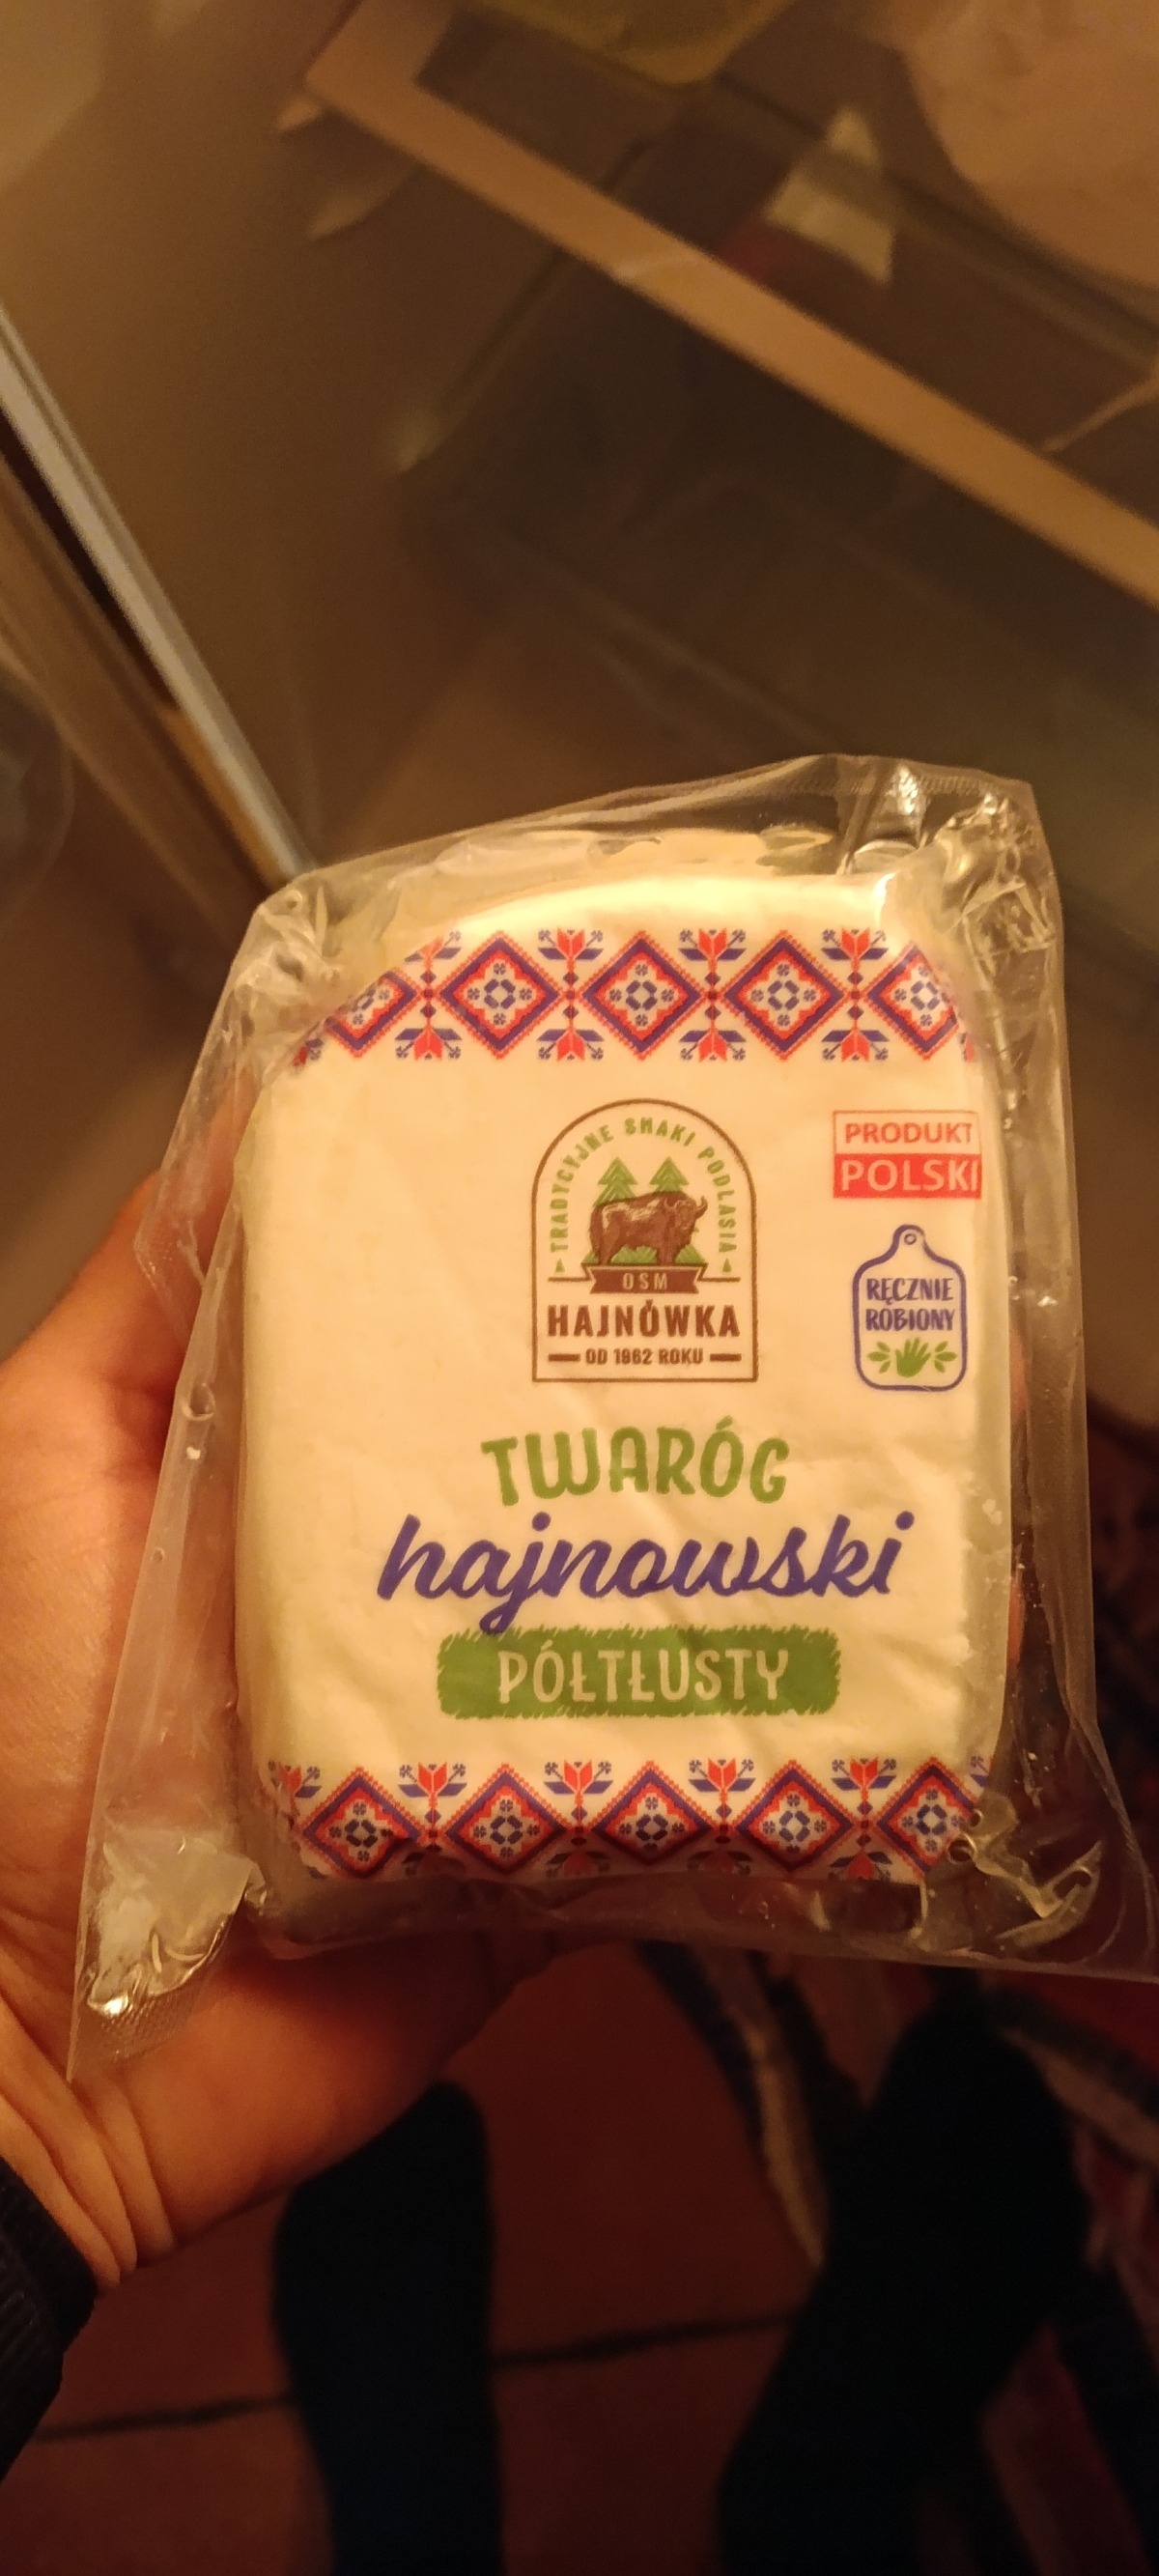 TRADYCYJNE SMAKI PODLASIA
OSM
HAJNÓWKA
OD 1962 ROKU
PRODUKT
POLSKI
RĘCZNIE
ROBIONY
TWARÓG
hajnowski
PÓŁTŁUSTY